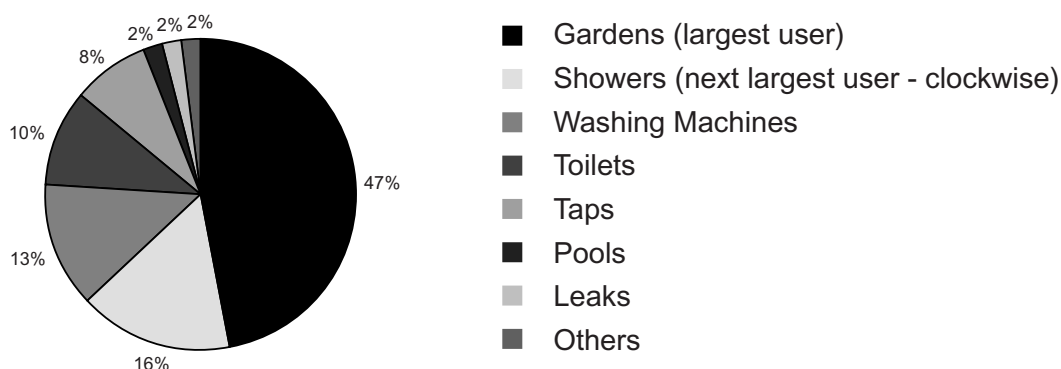 2% 2% 2%
8%
10%
47%
13%
16%
Gardens (largest user)
Showers (next largest user - clockwise)
Washing Machines
Toilets
Taps
Pools
Leaks
Others